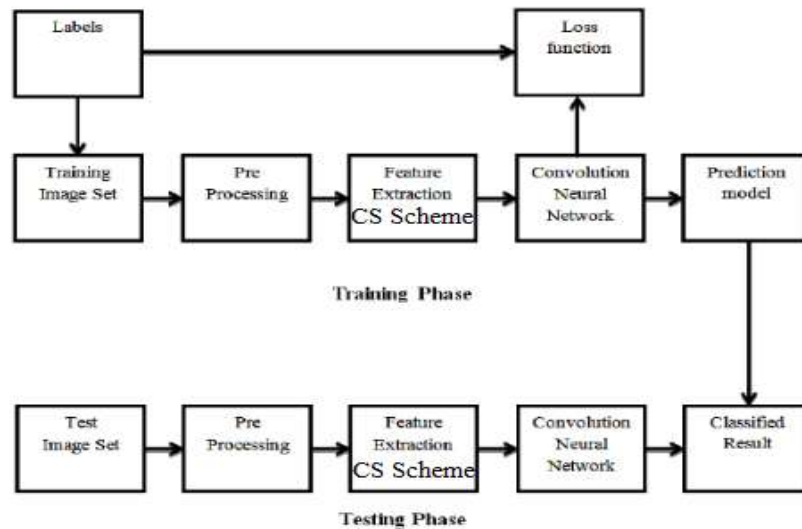 Labels
Loss
function
Training
Image Set
Pre
Processing
Feature
Extraction
CS Scheme
Convolution
Neural
Network
Prediction
model
Training Phase
Test
Image Set
Pre
Processing
Feature
Extraction
CS Scheme
Convolution
Neural
Network
Classified
Result
Testing Phase